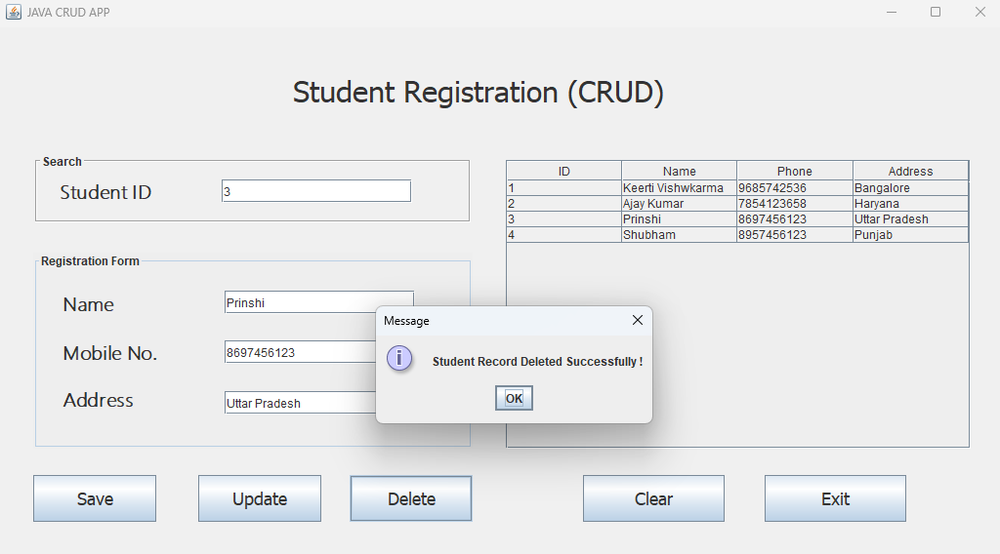 JAVA CRUD APP
Student Registration (CRUD)
Search
Student ID 3
Registration Form
Name Prinshi
Mobile No. 8697456123
Address Uttar Pradesh
ID Name Phone Address
1 Keerti Vishwkarma 9685742536 Bangalore
2 Ajay Kumar 7854123658 Haryana
3 Prinshi 8697456123 Uttar Pradesh
4 Shubham 8957456123 Punjab
Message
i
Student Record Deleted Successfully !
OK
Save Update Delete Clear Exit